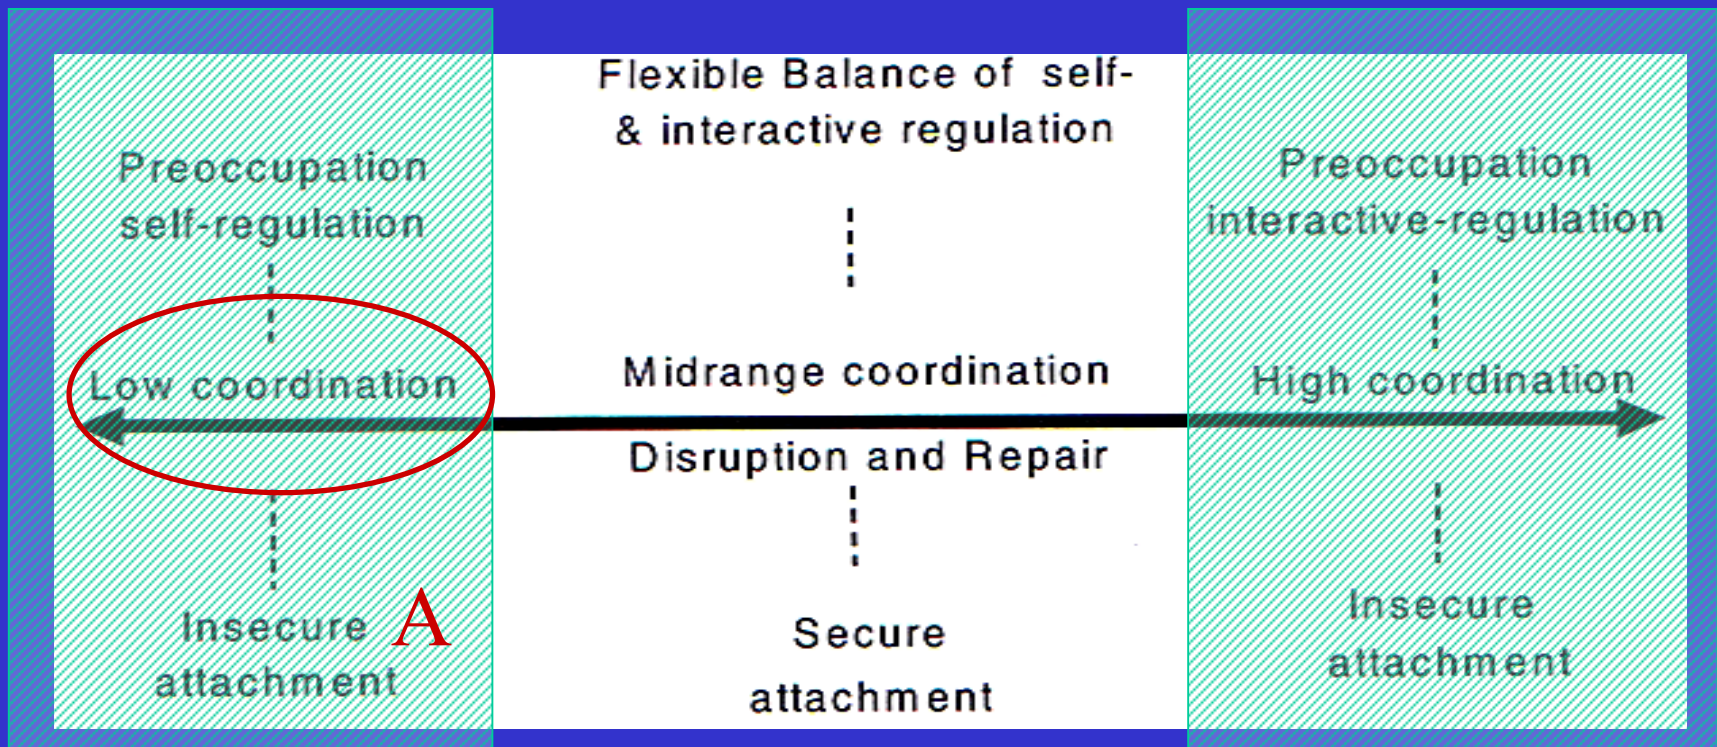 Preoccupation
self-regulation
Low coordination
Insecure A
attachment
Flexible Balance of self-
& interactive regulation
Midrange coordination
Disruption and Repair
Secure
attachment
Preoccupation
interactive-regulation
High coordination
Insecure
attachment